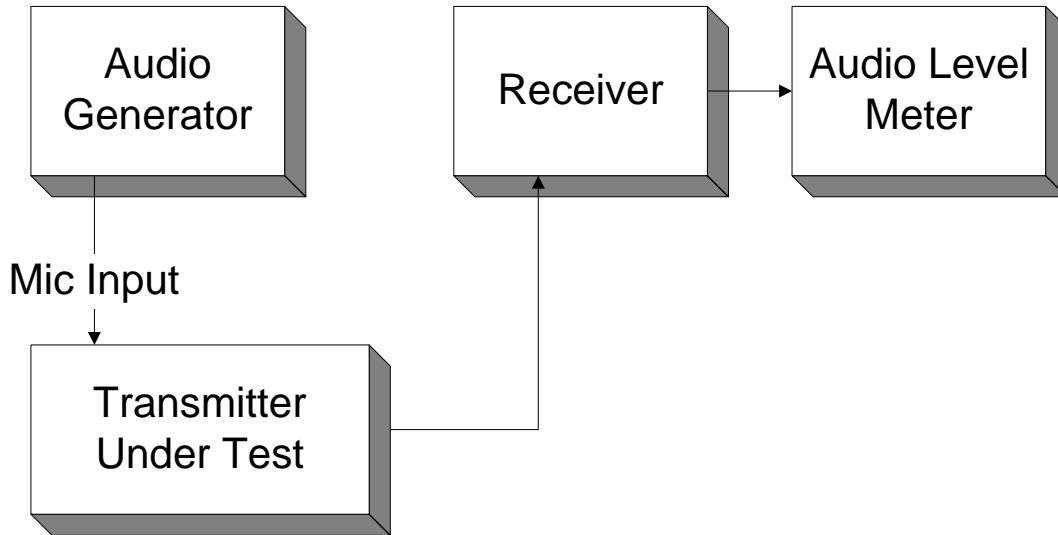 Audio
Generator
Receiver
Audio Level
Meter
Mic Input
Transmitter
Under Test